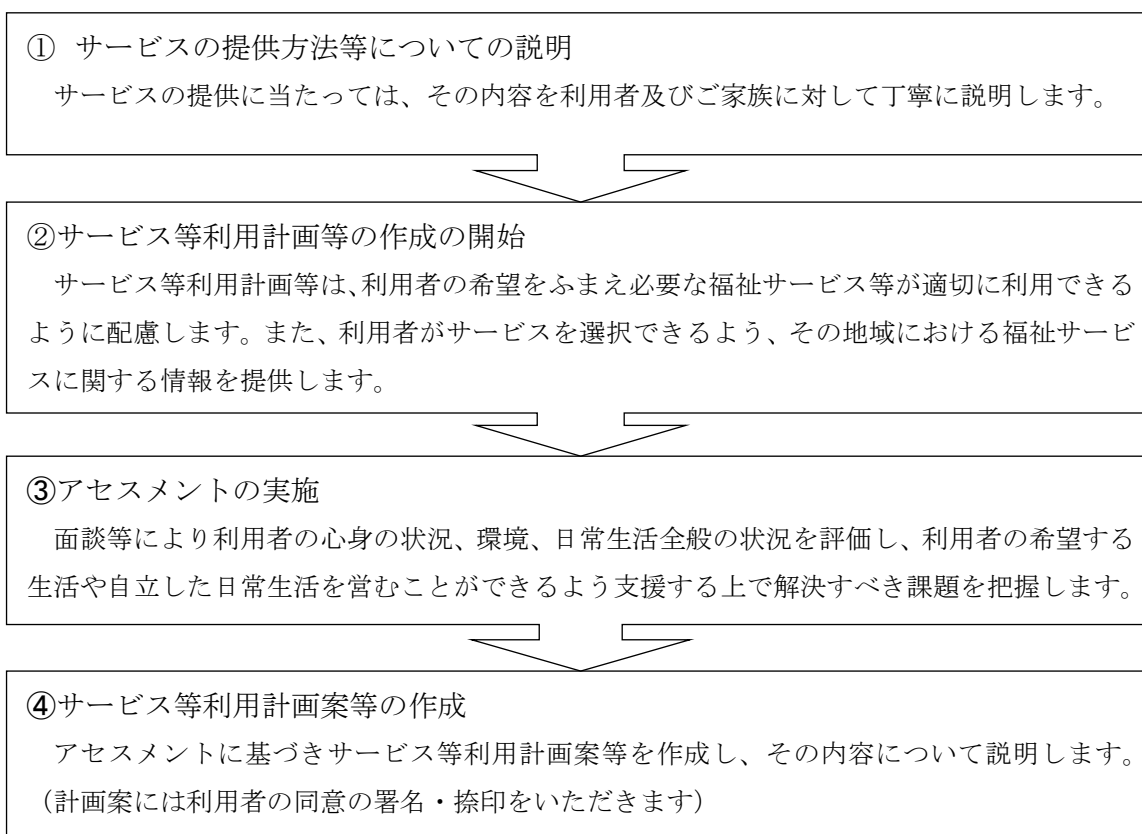 ① サービスの提供方法等についての説明
サービスの提供に当たっては、その内容を利用者及びご家族に対して丁寧に説明します。
②サービス等利用計画等の作成の開始
サービス等利用計画等は、利用者の希望をふまえ必要な福祉サービス等が適切に利用できる
ように配慮します。また、利用者がサービスを選択できるよう、その地域における福祉サービ
スに関する情報を提供します。
③アセスメントの実施
面談等により利用者の心身の状況、環境、日常生活全般の状況を評価し、利用者の希望する
生活や自立した日常生活を営むことができるよう支援する上で解決すべき課題を把握します。
④サービス等利用計画案等の作成
アセスメントに基づきサービス等利用計画案等を作成し、その内容について説明します。
（計画案には利用者の同意の署名・捺印をいただきます）